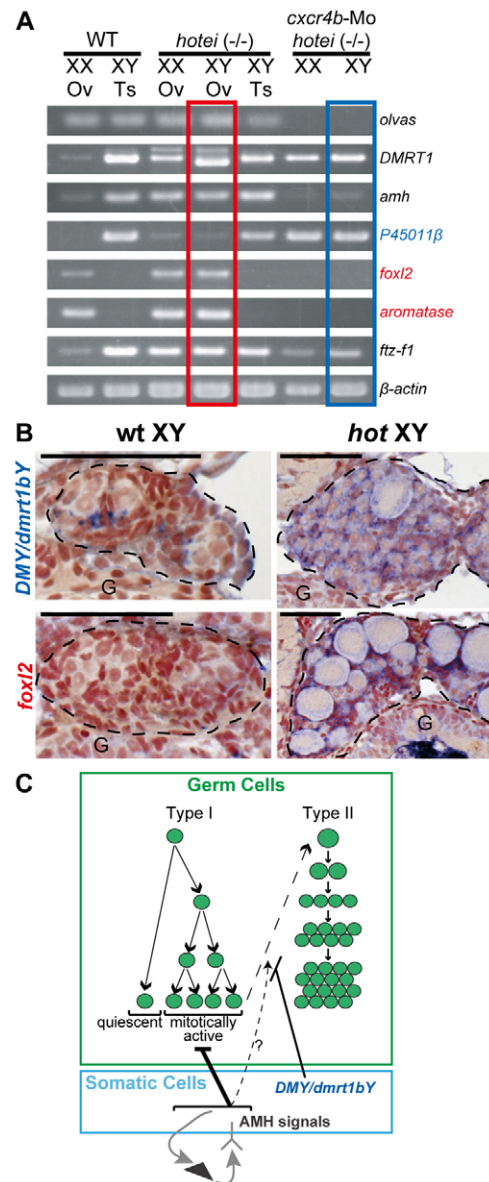 A
WT
hotei (-/-)
cxcr4b-Mo
hotei (-/-)
XX XY XX XY XY XX XY
Ov Ts Ov Ov Ts
olvas
DMRT1
amh
P45011β
foxl2
aromatase
ftz-f1
β-actin
B
wt XY
hot XY
DMY/dmrt1bY
G
foxl2
G
G
C
Germ Cells
Type I
Type II
quiescent
mitotically
active
?
Somatic Cells
DMY/dmrt1bY
AMH signals